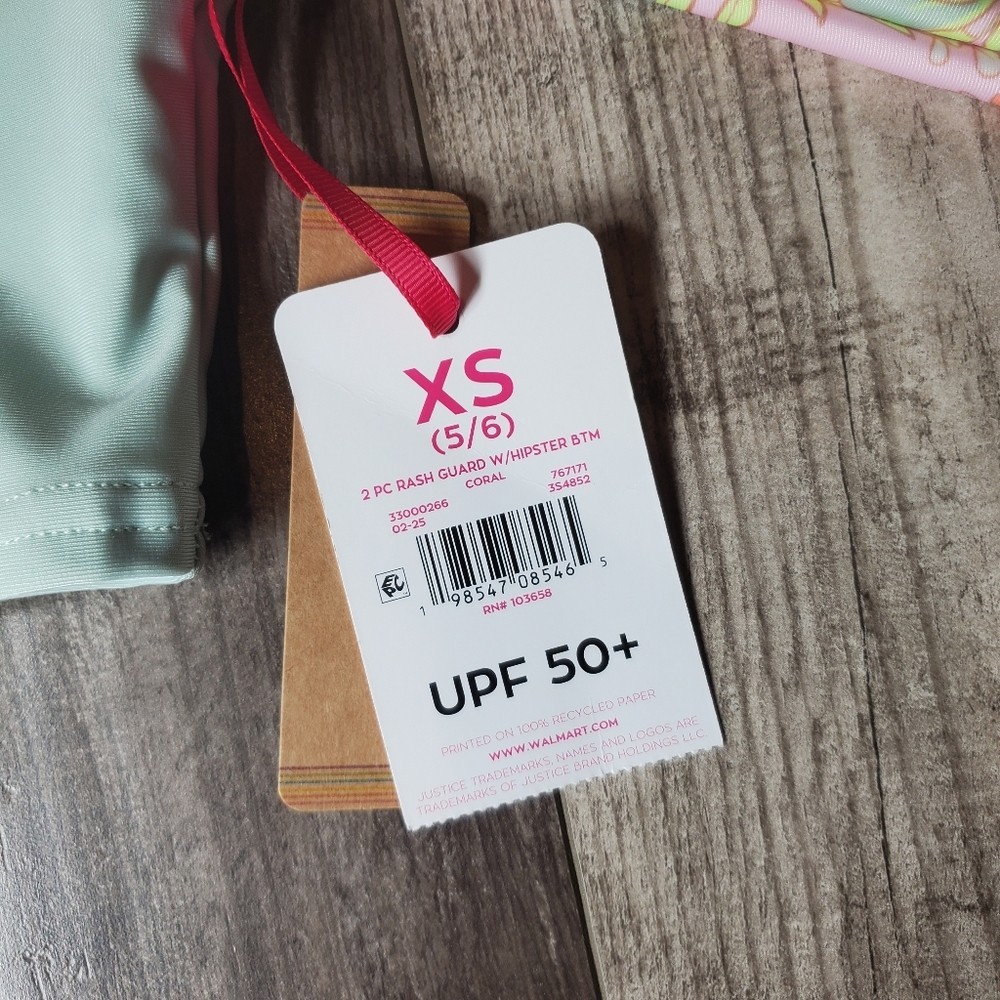 XS
(5/6)
2 PC RASH GUARD W/HIPSTER BTM
CORAL
33000266 767171
02-25 3S4852
EPC
1 98547 08546 5
RN# 103658
UPF 50+
PRINTED ON 100% RECYCLED PAPER
WWW.WALMART.COM
JUSTICE TRADEMARKS, NAMES AND LOGOS ARE
TRADEMARKS OF JUSTICE BRAND HOLDINGS LLC